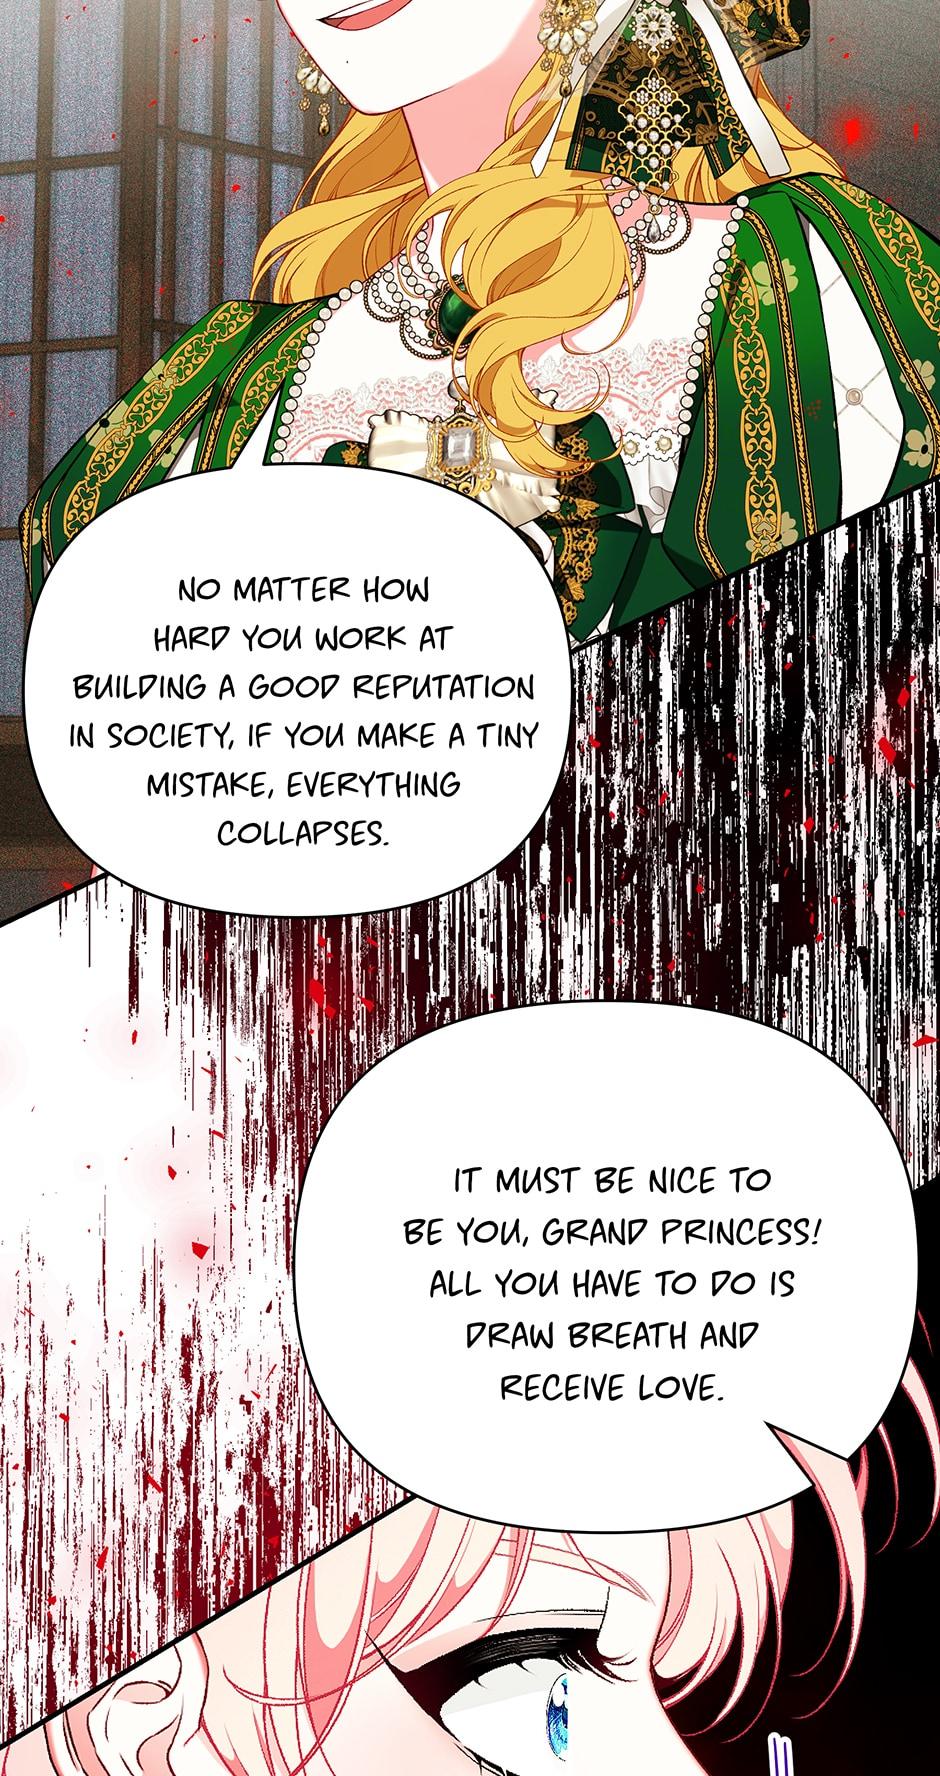 NO MATTER HOW
HARD YOU WORK AT
BUILDING A GOOD REPUTATION
IN SOCIETY, IF YOU MAKE A TINY
MISTAKE, EVERYTHING
COLLAPSES.
IT MUST BE NICE TO
BE YOU, GRAND PRINCESS!
ALL YOU HAVE TO DO IS
DRAW BREATH AND
RECEIVE LOVE.